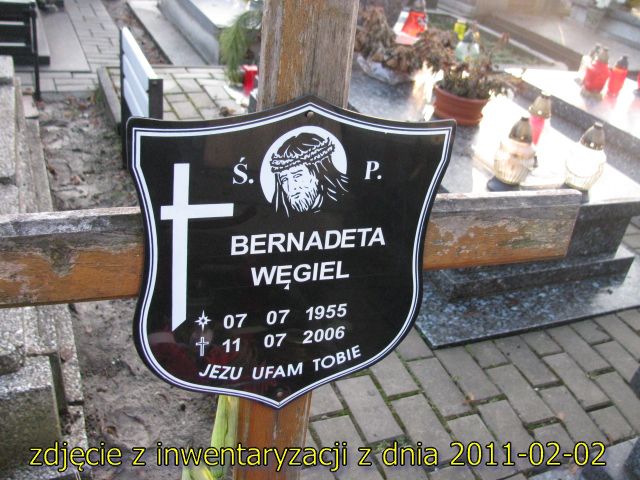 Ś. P.
BERNADETA
WĘGIEL
07 07 1955
11 07 2006
JEZU UFAM TOBIE
zdjęcie z inwentaryzacji z dnia 2011-02-02